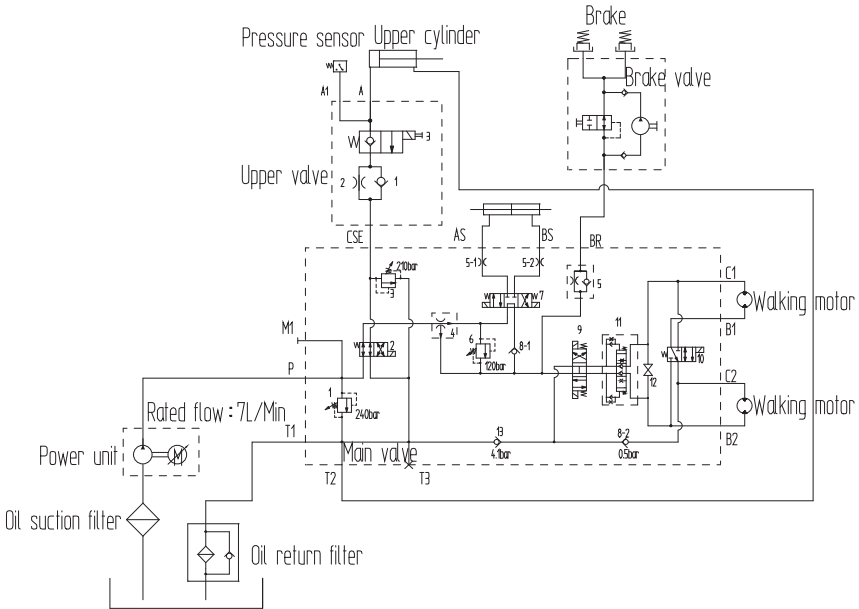 Brake
Pressure sensor
Upper cylinder
Brake valve
A1
A
3
Upper valve
2
1
CSE
AS
BS
BR
210bar
5-1
5-2
C1
3
7
5
M1
4
9
11
Walking motor
2
6
8-1
B1
10
P
120bar
12
C2
1
240bar
Rated flow:7L/Min
Walking motor
T1
13
8-2
B2
Power unit
M
Main valve
4.1bar
0.5bar
T2
T3
Oil suction filter
Oil return filter